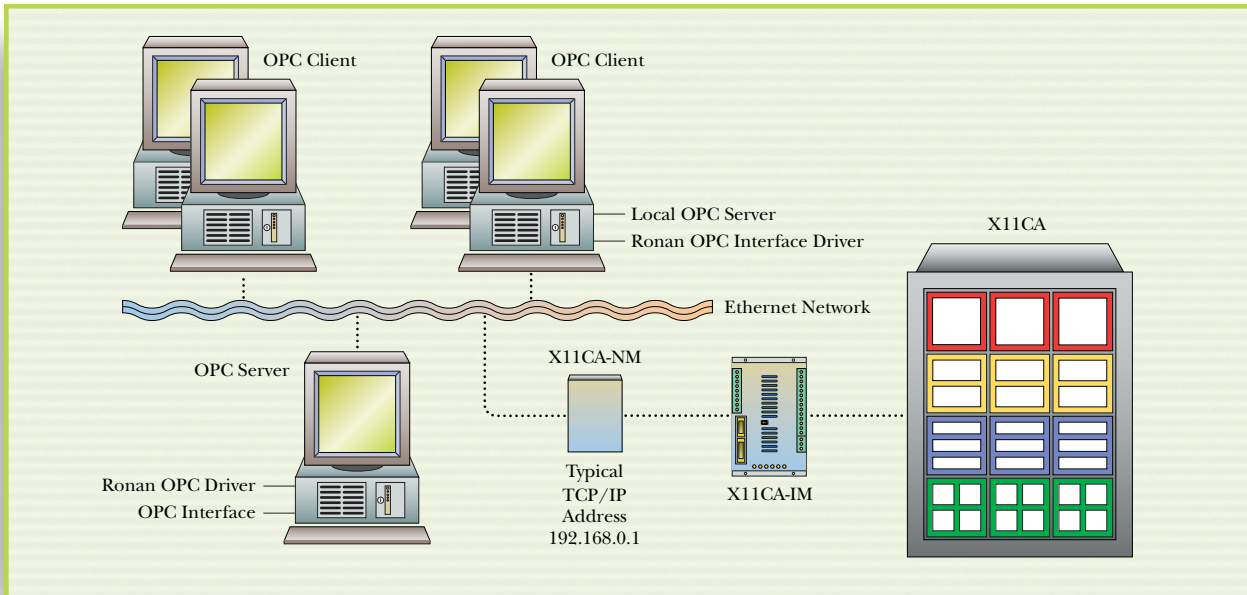 OPC Client
OPC Client
Local OPC Server
Ronan OPC Interface Driver
X11CA
Ethernet Network
X11CA-NM
OPC Server
Typical
TCP/IP
Address
192.168.0.1
X11CA-IM
Ronan OPC Driver
OPC Interface